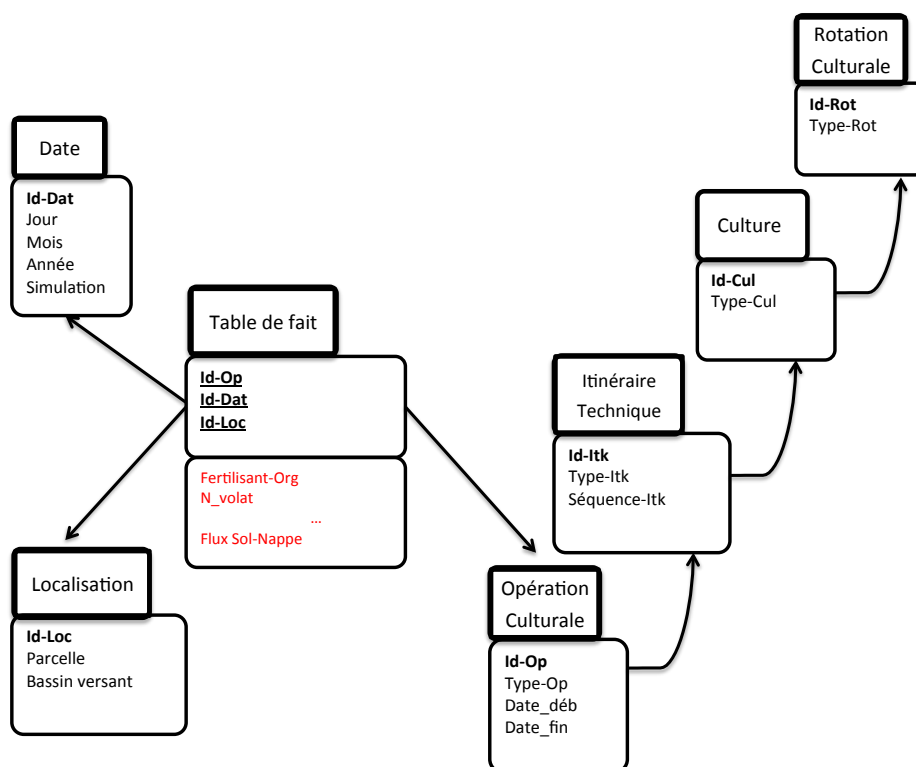 Rotation
Culturale
Id-Rot
Type-Rot
Date
Id-Dat
Jour
Mois
Année
Simulation
Culture
Id-Cul
Type-Cul
Table de fait
Id-Op
Id-Dat
Id-Loc
Fertilisant-Org
N_volat
...
Flux Sol-Nappe
Itinéraire
Technique
Id-Itk
Type-Itk
Séquence-Itk
Localisation
Id-Loc
Parcelle
Bassin versant
Opération
Culturale
Id-Op
Type-Op
Date_déb
Date_fin